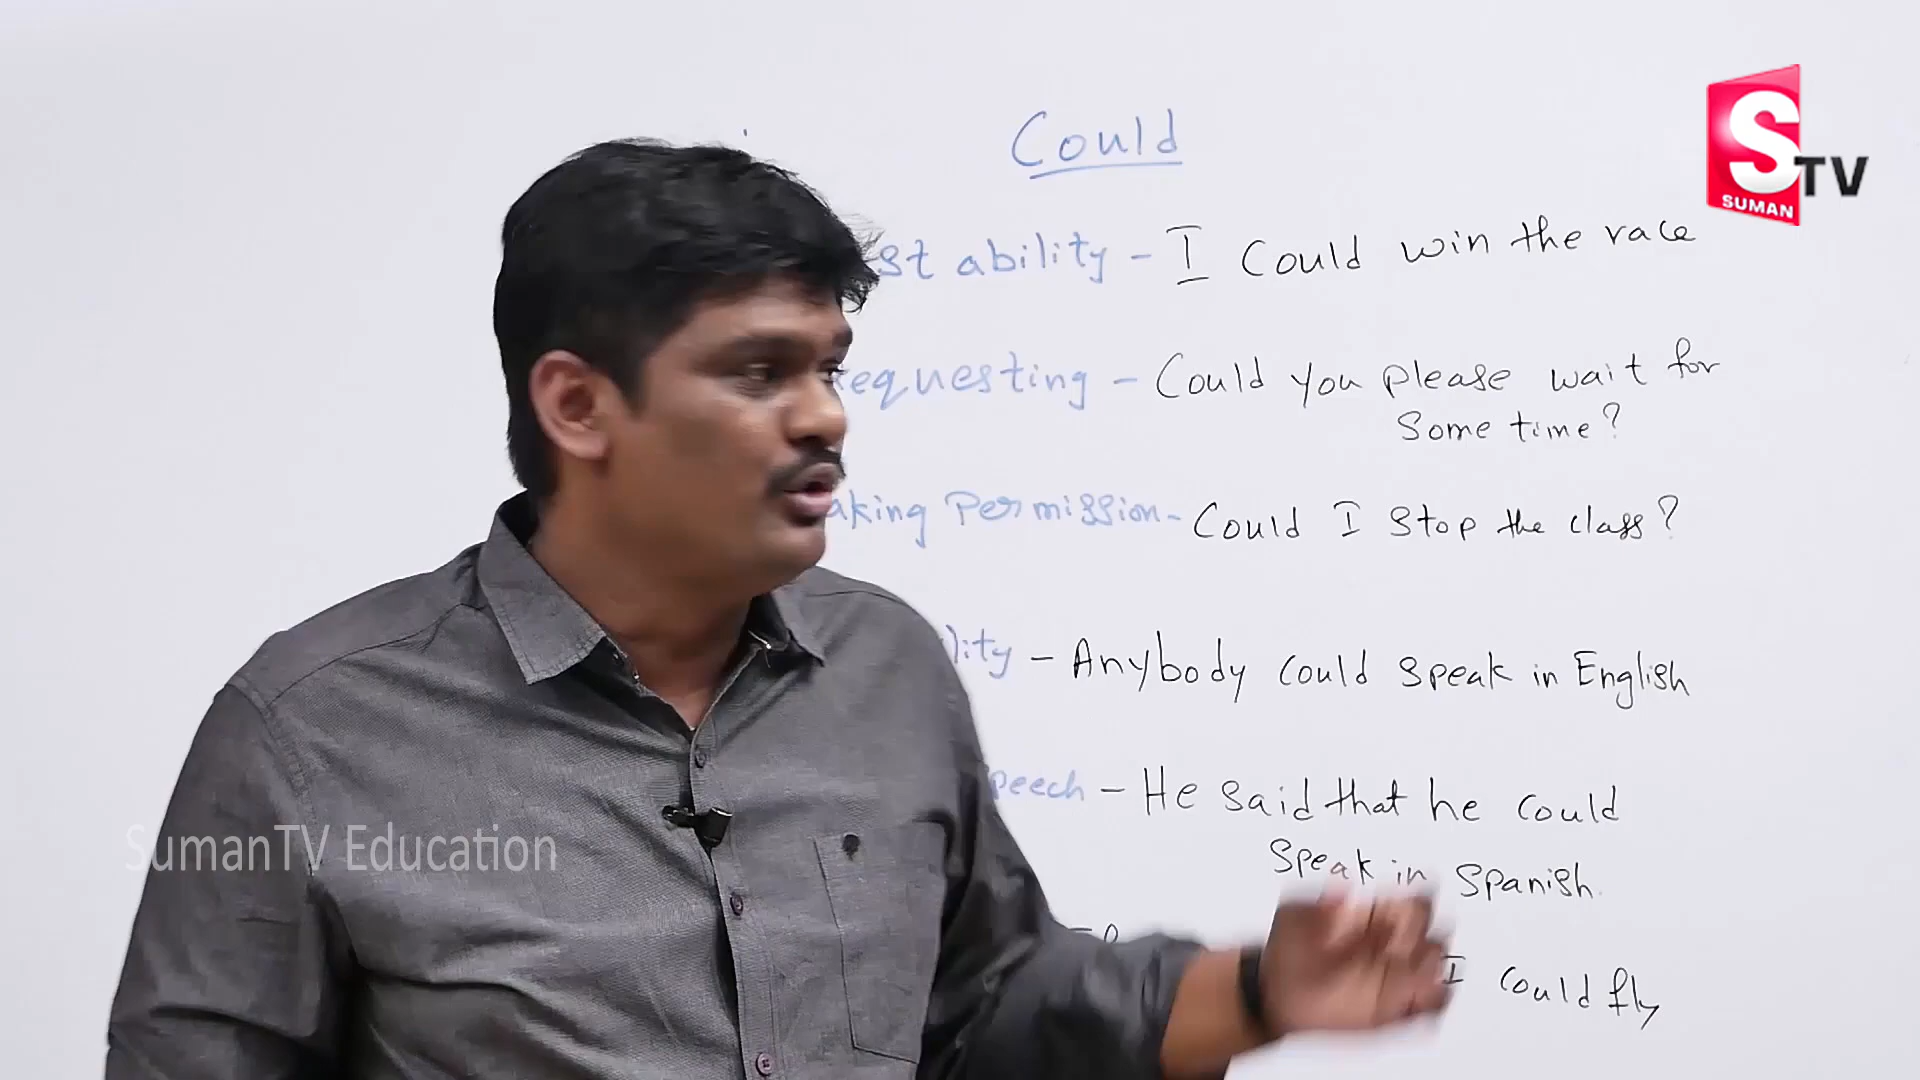 Could
S TV
SUMAN
st ability - I Could win the race
equesting - Could you please wait for
Some time?
aking Permission - Could I stop the class?
lity - Anybody could speak in English
peech - He said that he could
speak in Spanish.
I could fly
SumanTV Education